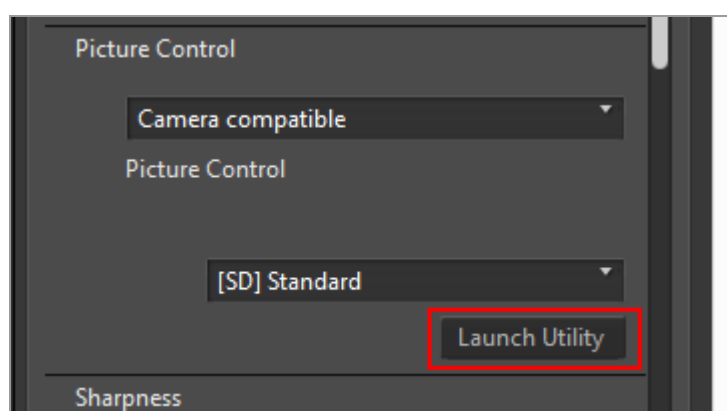 Picture Control
Camera compatible
Picture Control
[SD] Standard
Launch Utility
Sharpness